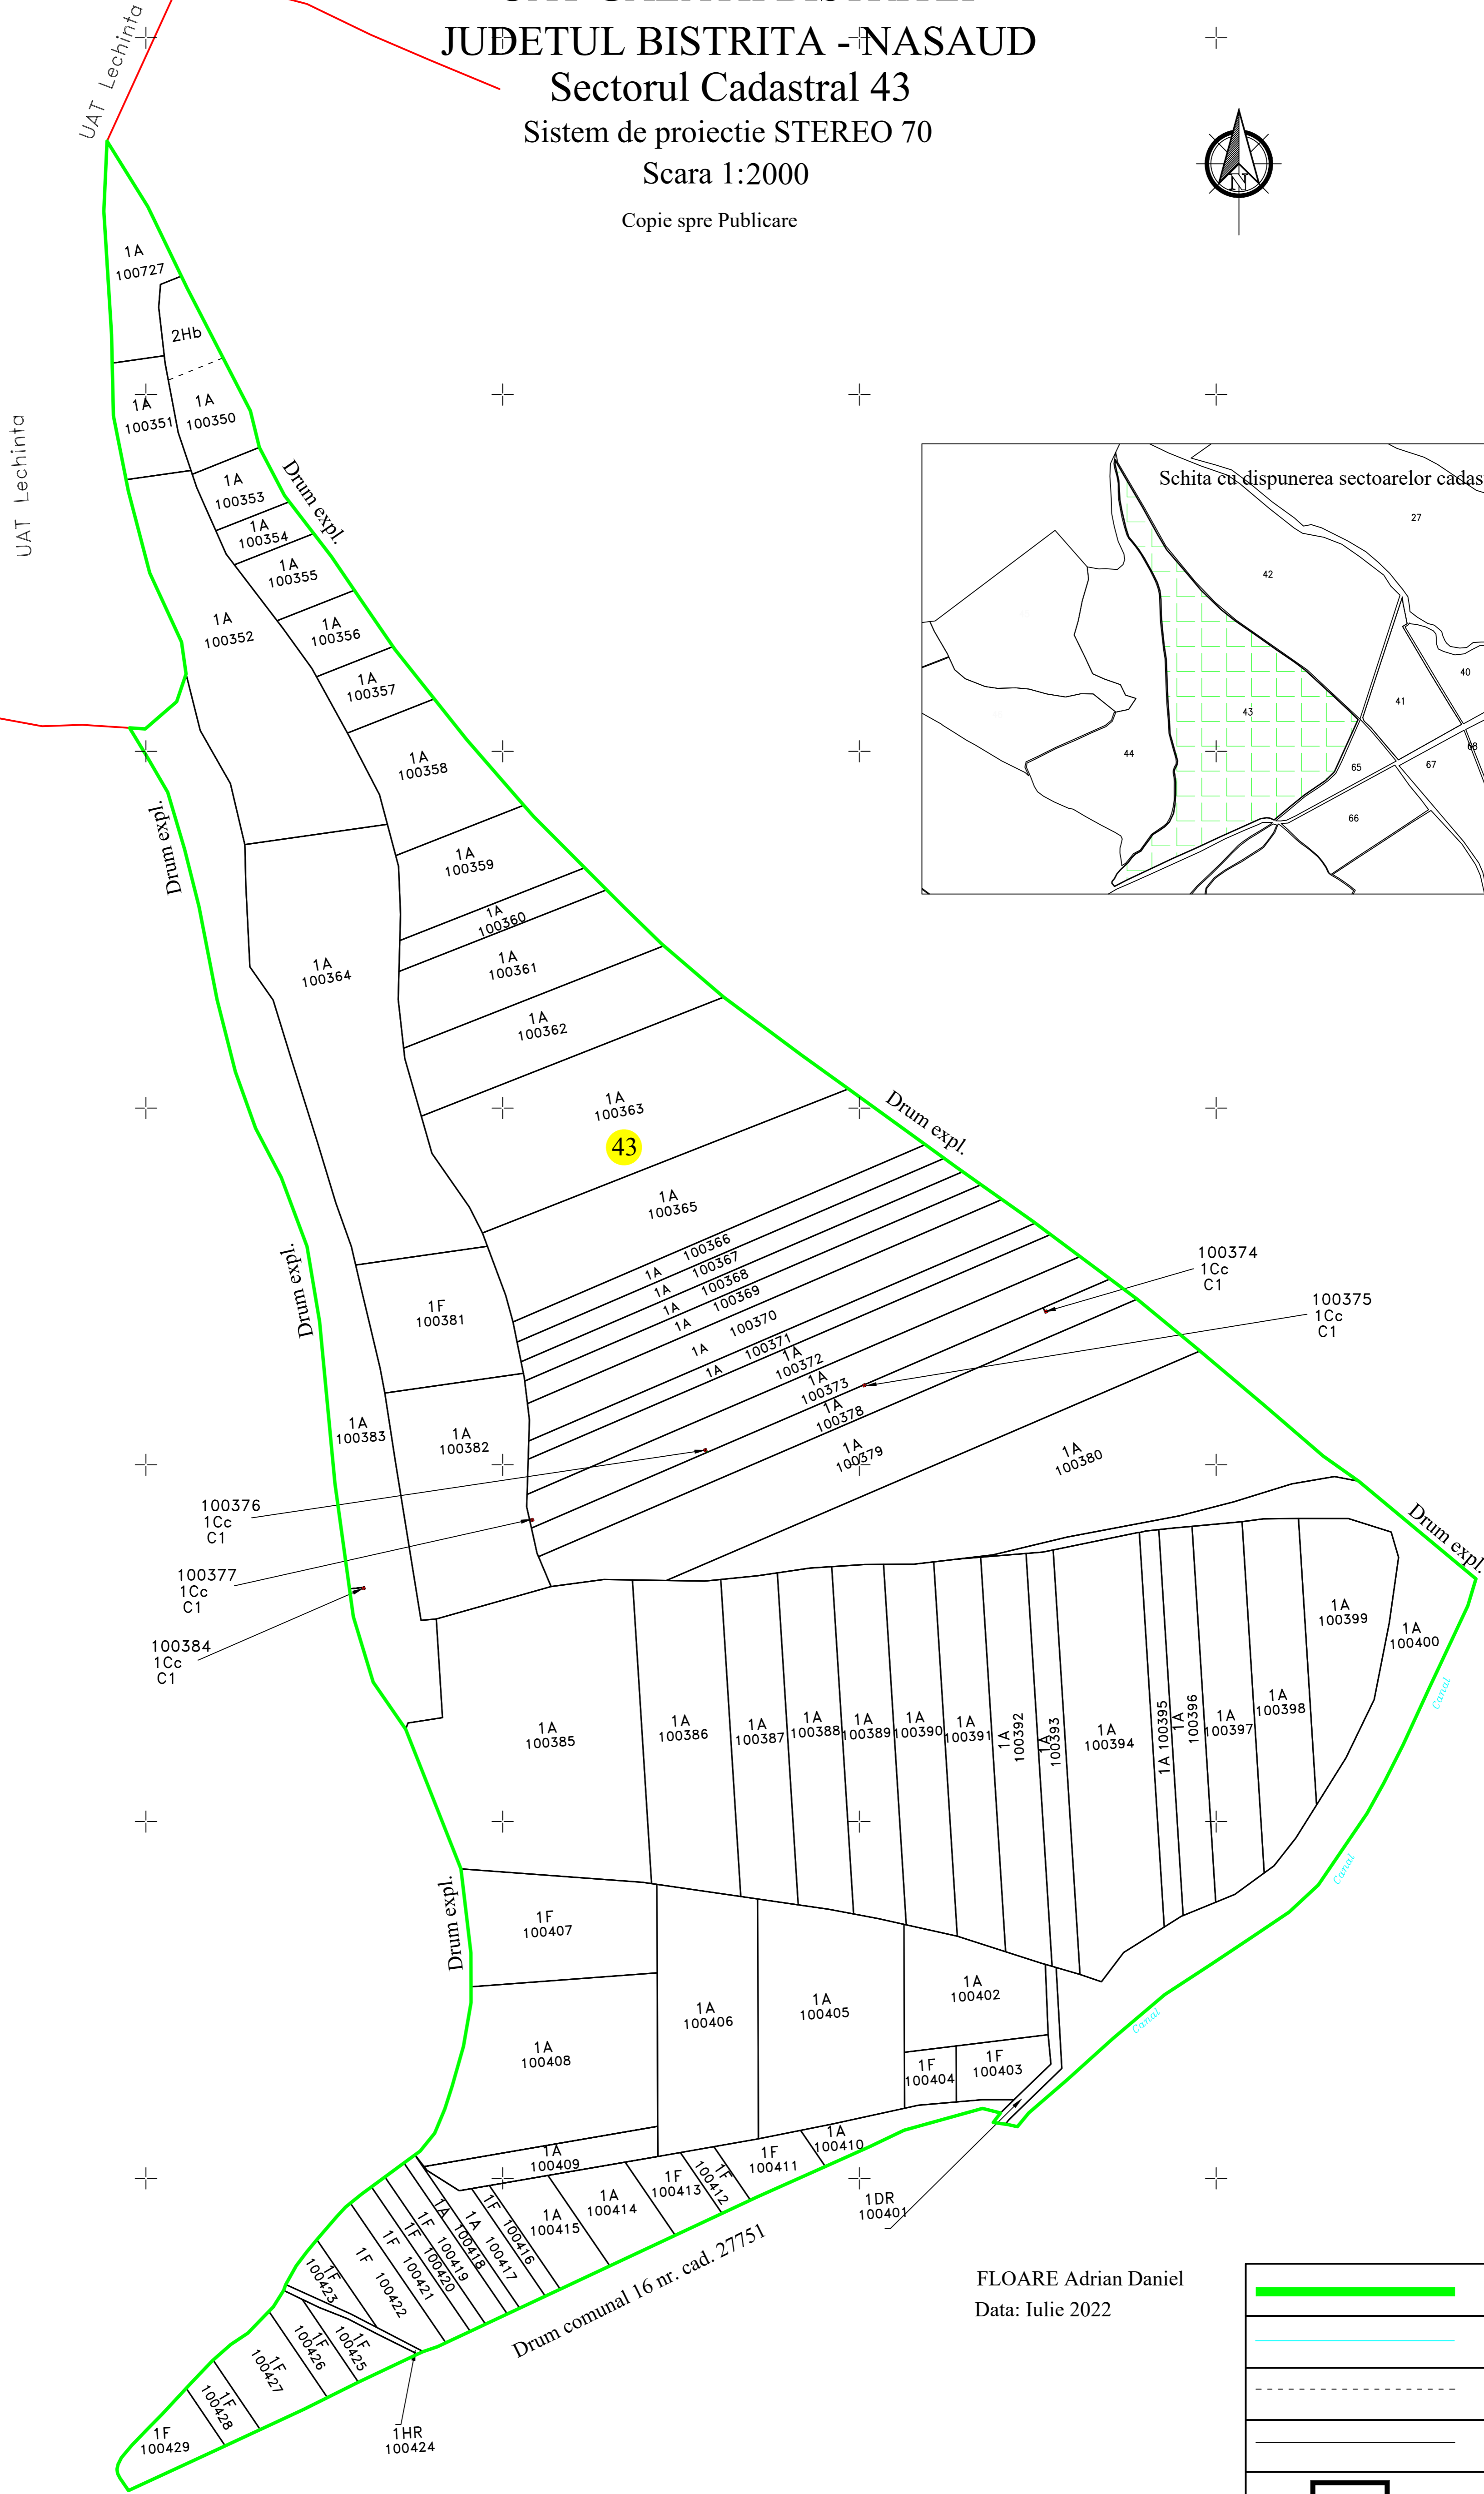 JUDETUL BISTRITA - NASAUD
Sectorul Cadastral 43
Sistem de proiectie STEREO 70
Scara 1:2000
Copie spre Publicare
N
UAT Lechinta
UAT Lechinta
1A
100727
2Hb
1A
100351
1A
100350
1A
100353
Drum expl.
1A
100354
1A
100355
1A
100352
1A
100356
1A
100357
1A
100358
Drum expl.
1A
100359
1A
100360
1A
100361
1A
100364
1A
100362
1A
100363
43
Drum expl.
1A
100365
1A 100366
1A 100367
1A 100368
1A 100369
1A 100370
1A 100371
1A
100372
1A
100373
1A
100378
1A
100379
1A
100380
Drum expl.
1F
100381
1A
100383
1A
100382
100374
1Cc
C1
100375
1Cc
C1
100376
1Cc
C1
100377
1Cc
C1
100384
1Cc
C1
Drum expl.
1A
100385
1A
100386
1A
100387
1A
100388
1A
100389
1A
100390
1A
100391
1A
100392
1A
100393
1A
100394
1A 100395
1A
100396
1A
100397
1A
100398
1A
100399
1A
100400
Canal
Canal
Canal
Drum expl.
1F
100407
1A
100408
1A
100406
1A
100405
1A
100402
1F
100404
1F
100403
1A
100409
1A
100410
1F
100411
1F
100412
1F
100413
1A
100414
1A
100415
1F 100416
1A 100417
1A 100418
1F 100419
1F 100420
1F 100421
1F 100422
1F
100423
1F
100425
1F
100426
1F
100427
1F
100428
1F
100429
1HR
100424
1DR
100401
Drum comunal 16 nr. cad. 27751
FLOARE Adrian Daniel
Data: Iulie 2022
Schita cu dispunerea sectoarelor
27
42
40
41
43
44
65
67
68
66